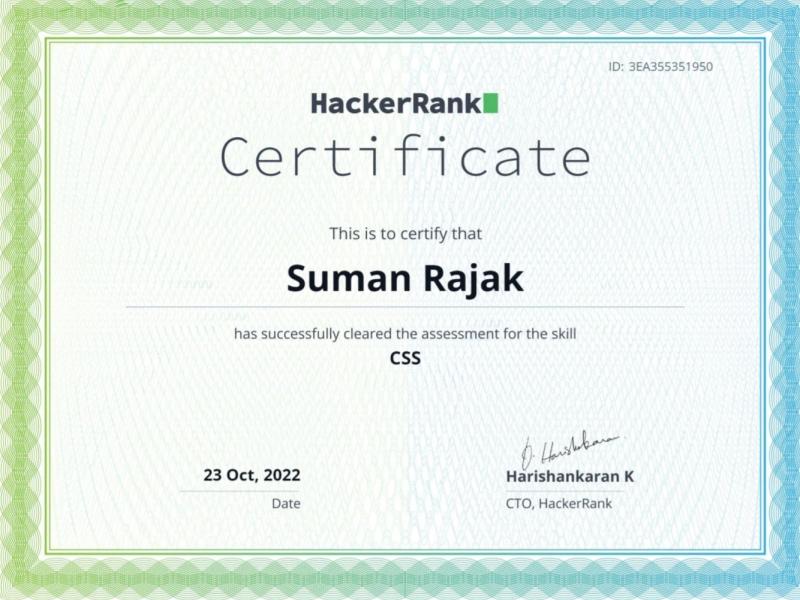 ID: 3EA355351950
HackerRank
Certificate
This is to certify that
Suman Rajak
has successfully cleared the assessment for the skill
CSS
23 Oct, 2022
Date
Harishankaran K
CTO, HackerRank